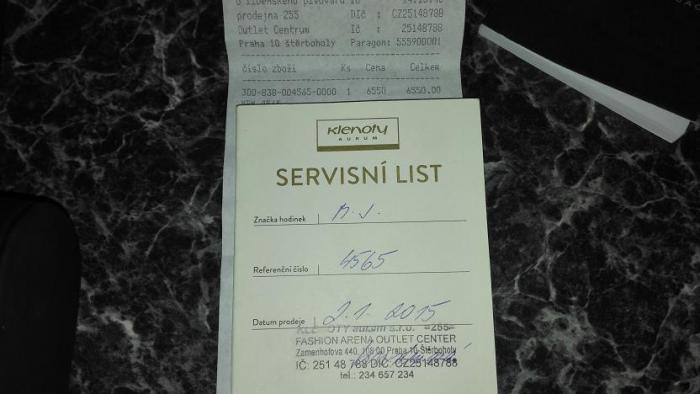 prodejna 255 DIč : CZ25148788
Outlet Centrum Ič : 25148788
Praha 10 štěrboholy Paragon: 555900001
číslo zboží Ks Cena Celkem
300-838-004565-0000 1 6550 6550.00
Klenoty
AURUM
SERVISNÍ LIST
Značka hodinek M. J.
Referenční číslo 4565
Datum prodeje 2.1. 2015
KLENOTY aurum s.r.o. =255=
FASHION ARENA OUTLET CENTER
Zamenhofova 440, 108 00 Praha 10-Štěrboholy
IČ: 251 48 788 DIČ: CZ25148788
tel.: 234 657 234